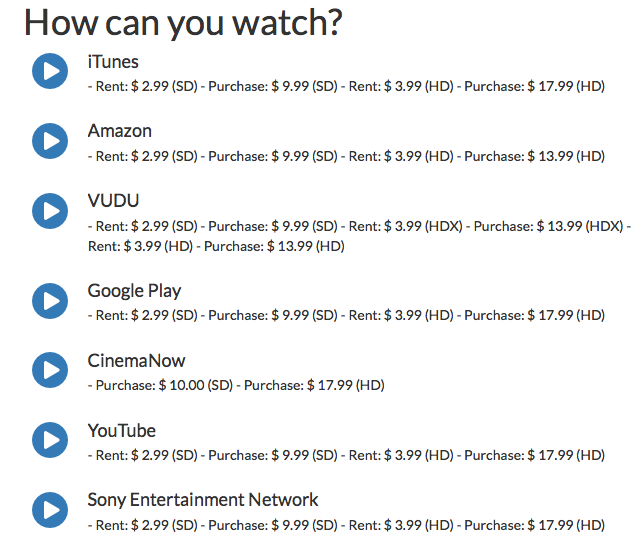 How can you watch?
iTunes
- Rent: $ 2.99 (SD) - Purchase: $ 9.99 (SD) - Rent: $ 3.99 (HD) - Purchase: $ 17.99 (HD)
Amazon
- Rent: $ 2.99 (SD) - Purchase: $ 9.99 (SD) - Rent: $ 3.99 (HD) - Purchase: $ 13.99 (HD)
VUDU
- Rent: $ 2.99 (SD) - Purchase: $ 9.99 (SD) - Rent: $ 3.99 (HDX) - Purchase: $ 13.99 (HDX) -
Rent: $ 3.99 (HD) - Purchase: $ 13.99 (HD)
Google Play
- Rent: $ 2.99 (SD) - Purchase: $ 9.99 (SD) - Rent: $ 3.99 (HD) - Purchase: $ 17.99 (HD)
CinemaNow
- Purchase: $ 10.00 (SD) - Purchase: $ 17.99 (HD)
YouTube
- Rent: $ 2.99 (SD) - Purchase: $ 9.99 (SD) - Rent: $ 3.99 (HD) - Purchase: $ 17.99 (HD)
Sony Entertainment Network
- Rent: $ 2.99 (SD) - Purchase: $ 9.99 (SD) - Rent: $ 3.99 (HD) - Purchase: $ 17.99 (HD)